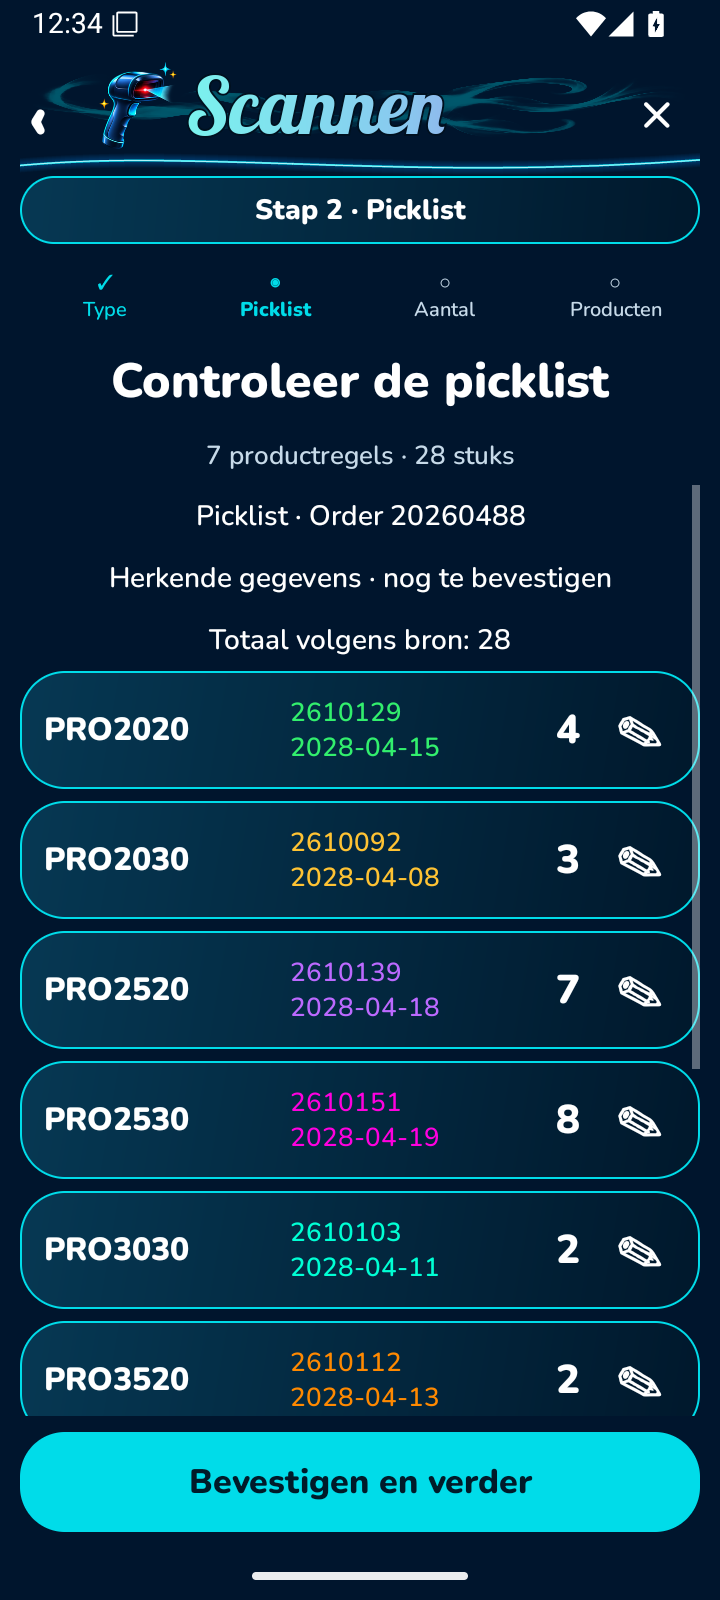 12:34
Scannen
Stap 2 · Picklist
✓ ◉ ○ ○
Type Picklist Aantal Producten
Controleer de picklist
7 productregels · 28 stuks
Picklist · Order 20260488
Herkende gegevens · nog te bevestigen
Totaal volgens bron: 28
PRO2020 2610129 2028-04-15 4
PRO2030 2610092 2028-04-08 3
PRO2520 2610139 2028-04-18 7
PRO2530 2610151 2028-04-19 8
PRO3030 2610103 2028-04-11 2
PRO3520 2610112 2028-04-13 2
Bevestigen en verder